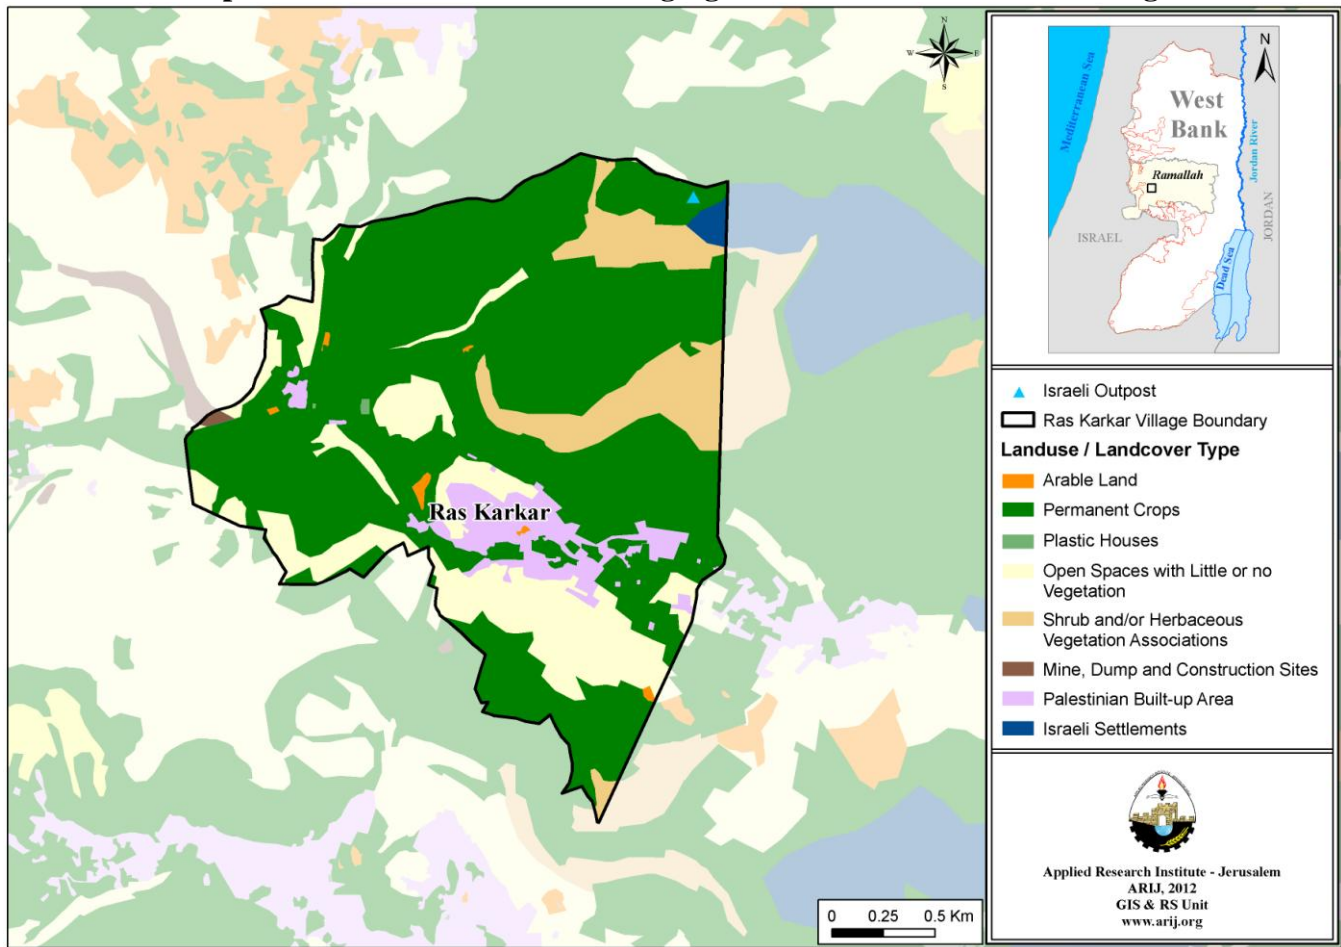 N
W
E
S
Ras Karkar
0 0.25 0.5 Km
N
Mediterranean Sea
West
Bank
Jordan River
Ramallah
ISRAEL
JORDAN
Dead Sea
Israeli Outpost
Ras Karkar Village Boundary
Landuse / Landcover Type
Arable Land
Permanent Crops
Plastic Houses
Open Spaces with Little or no
Vegetation
Shrub and/or Herbaceous
Vegetation Associations
Mine, Dump and Construction Sites
Palestinian Built-up Area
Israeli Settlements
Applied Research Institute - Jerusalem
ARIJ, 2012
GIS & RS Unit
www.arij.org